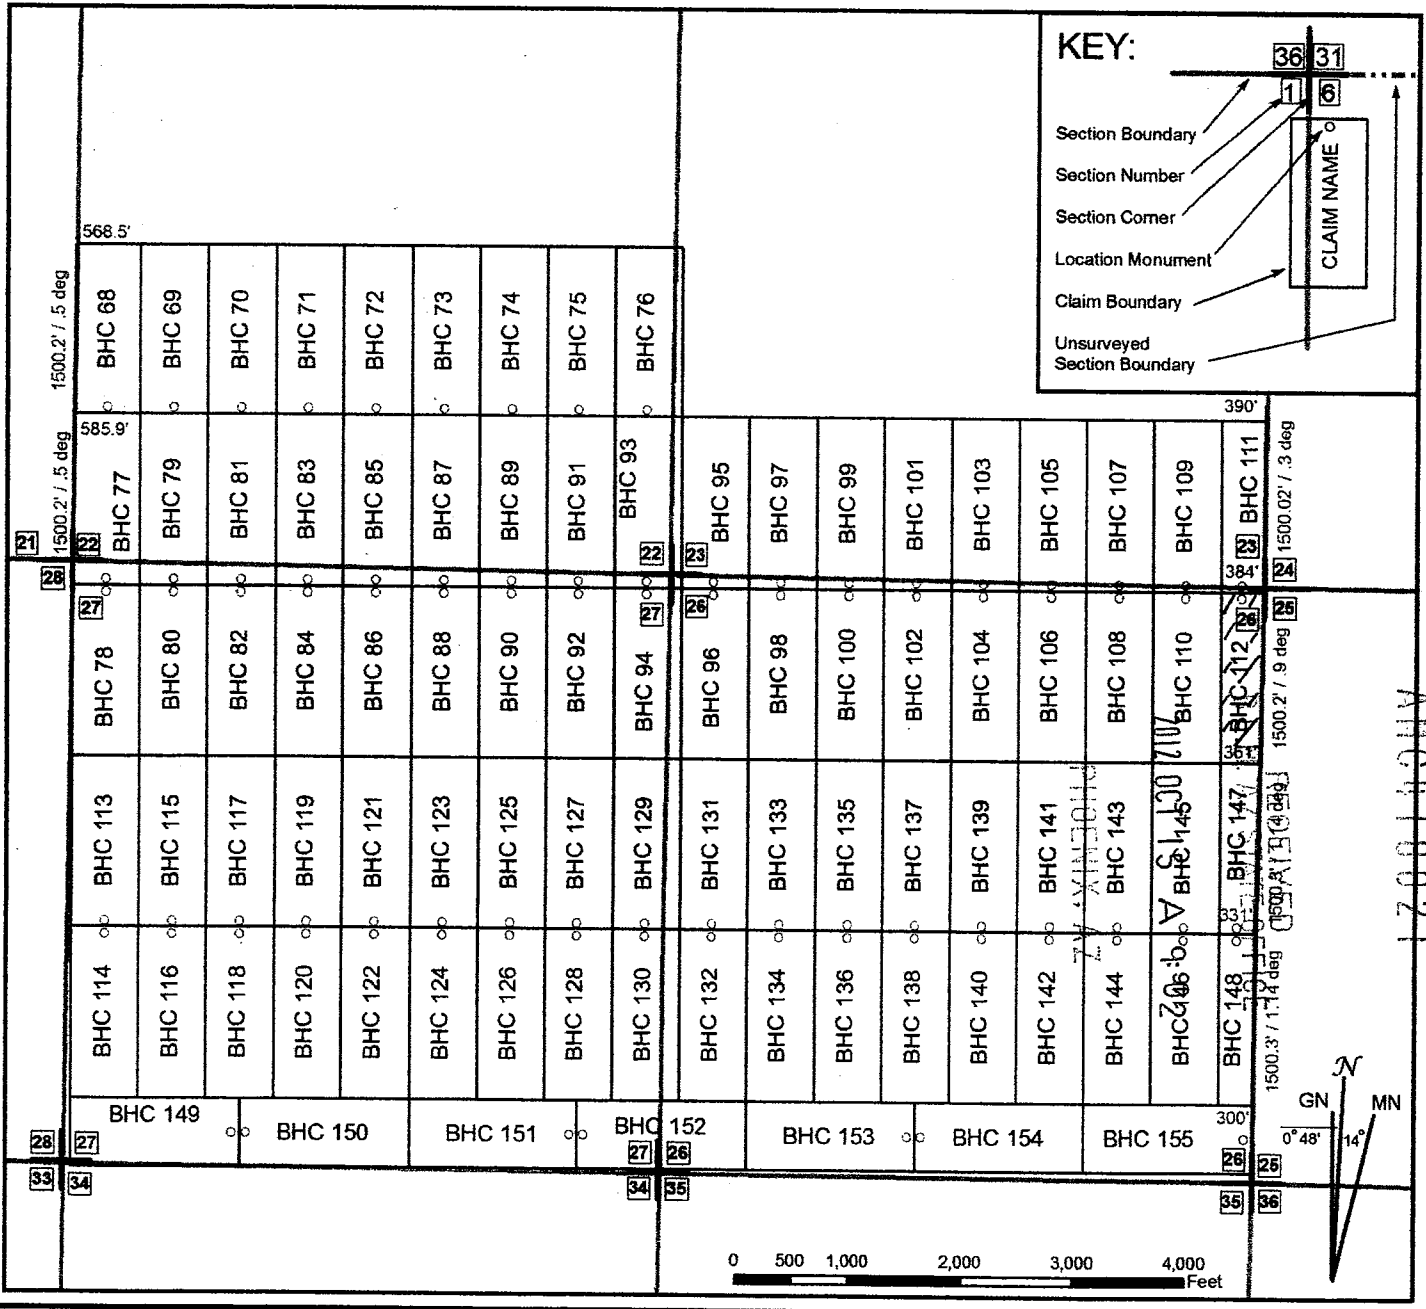 KEY:
36 31
1 6
Section Boundary
Section Number
Section Corner
Location Monument
Claim Boundary
Unsurveyed
Section Boundary
CLAIM NAME
568.5'
1500.2' / .5 deg
BHC 68
BHC 69
BHC 70
BHC 71
BHC 72
BHC 73
BHC 74
BHC 75
BHC 76
585.9'
390'
1500.2' / .5 deg
BHC 77
BHC 79
BHC 81
BHC 83
BHC 85
BHC 87
BHC 89
BHC 91
BHC 93
BHC 95
BHC 97
BHC 99
BHC 101
BHC 103
BHC 105
BHC 107
BHC 109
BHC 111
1500.02' / .3 deg
21 22
22 23
23 24
384'
28 27
27 26
26 25
BHC 78
BHC 80
BHC 82
BHC 84
BHC 86
BHC 88
BHC 90
BHC 92
BHC 94
BHC 96
BHC 98
BHC 100
BHC 102
BHC 104
BHC 106
BHC 108
BHC 110
BHC 112
1500.2' / .9 deg
361'
BHC 113
BHC 115
BHC 117
BHC 119
BHC 121
BHC 123
BHC 125
BHC 127
BHC 129
BHC 131
BHC 133
BHC 135
BHC 137
BHC 139
BHC 141
BHC 143
BHC 145
BHC 147
331'
BHC 114
BHC 116
BHC 118
BHC 120
BHC 122
BHC 124
BHC 126
BHC 128
BHC 130
BHC 132
BHC 134
BHC 136
BHC 138
BHC 140
BHC 142
BHC 144
BHC 146
BHC 148
1500.3' / 1.14 deg
2012 OCT 15 A 9:02
PHOENIX, AZ
BHC 149
BHC 150
BHC 151
BHC 152
BHC 153
BHC 154
BHC 155
300'
28 27
27 26
26 25
33 34
34 35
35 36
N
GN
MN
0° 48'
14°
0 500 1,000 2,000 3,000 4,000
Feet